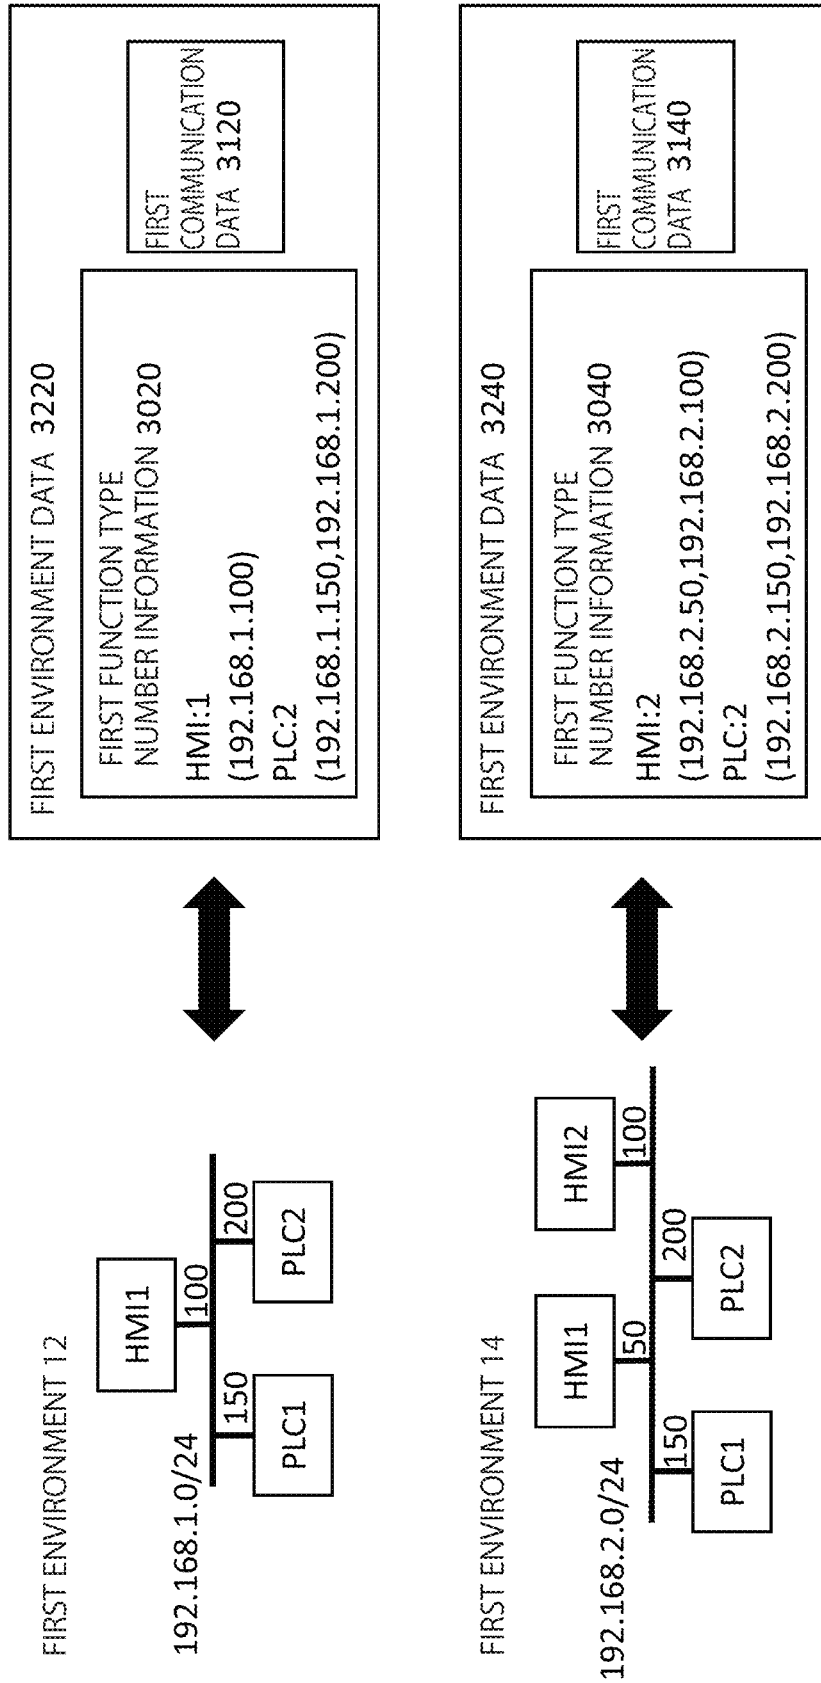 FIRST ENVIRONMENT 12
192.168.1.0/24
HMI1
100
150
200
PLC1
PLC2
FIRST ENVIRONMENT DATA 3220
FIRST FUNCTION TYPE
NUMBER INFORMATION 3020
HMI:1
(192.168.1.100)
PLC:2
(192.168.1.150,192.168.1.200)
FIRST
COMMUNICATION
DATA 3120
FIRST ENVIRONMENT 14
192.168.2.0/24
HMI1
HMI2
50
100
150
200
PLC1
PLC2
FIRST ENVIRONMENT DATA 3240
FIRST FUNCTION TYPE
NUMBER INFORMATION 3040
HMI:2
(192.168.2.50,192.168.2.100)
PLC:2
(192.168.2.150,192.168.2.200)
FIRST
COMMUNICATION
DATA 3140